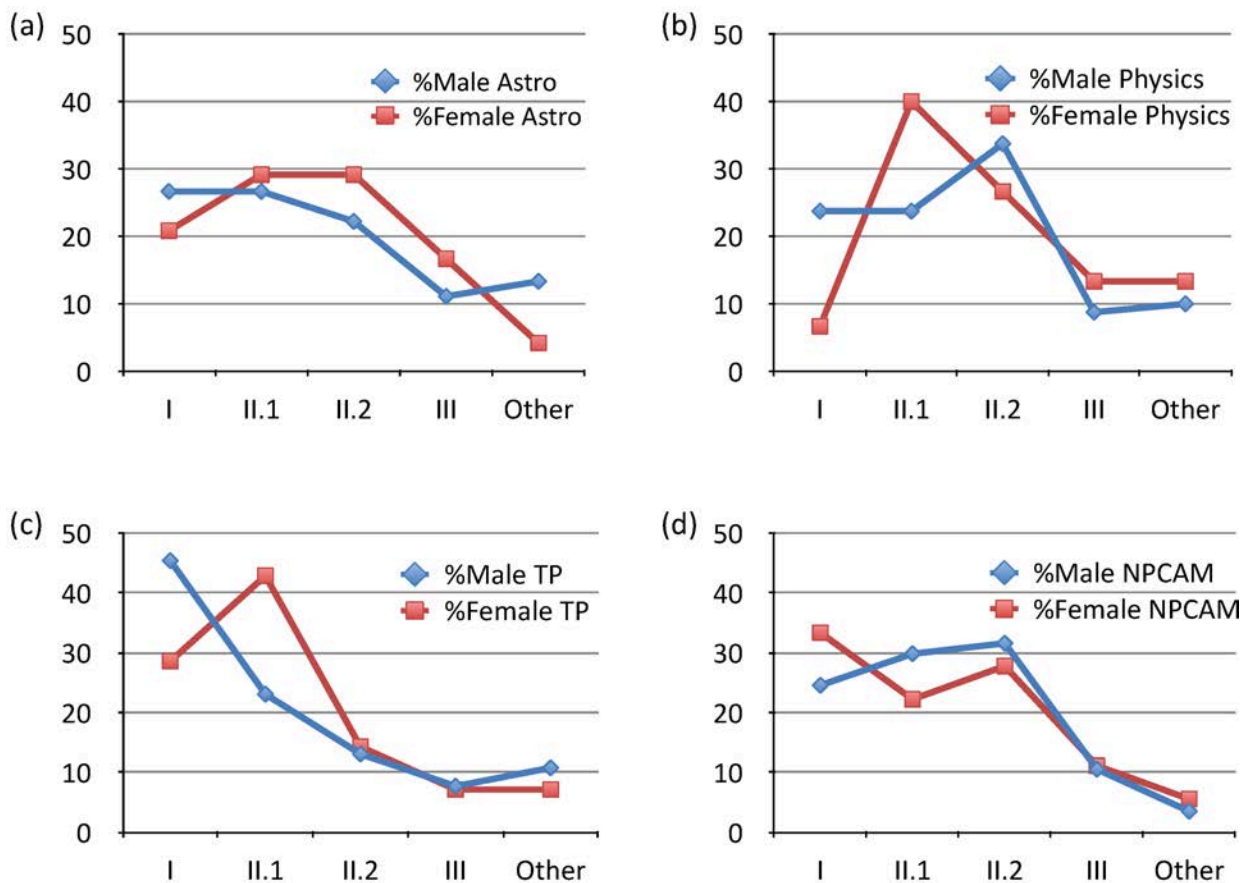 (a)
50
40
30
20
10
0
%Male Astro
%Female Astro
I II.1 II.2 III Other
(b)
50
40
30
20
10
0
%Male Physics
%Female Physics
I II.1 II.2 III Other
(c)
50
40
30
20
10
0
%Male TP
%Female TP
I II.1 II.2 III Other
(d)
50
40
30
20
10
0
%Male NPCAM
%Female NPCAM
I II.1 II.2 III Other